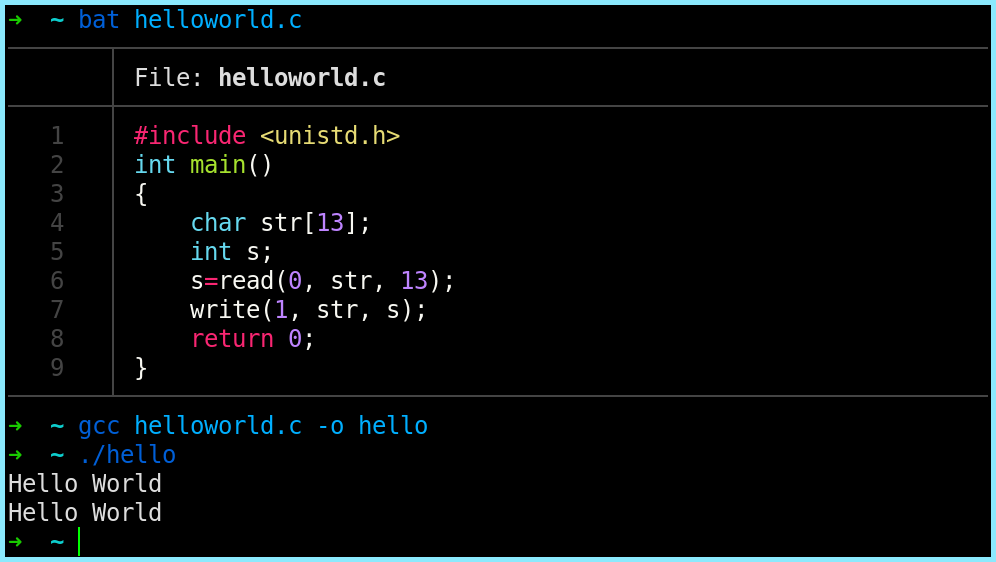 ➜  ~ bat helloworld.c
File: helloworld.c
1 #include <unistd.h>
2 int main()
3 {
4     char str[13];
5     int s;
6     s=read(0, str, 13);
7     write(1, str, s);
8     return 0;
9 }
➜  ~ gcc helloworld.c -o hello
➜  ~ ./hello
Hello World
Hello World
➜  ~